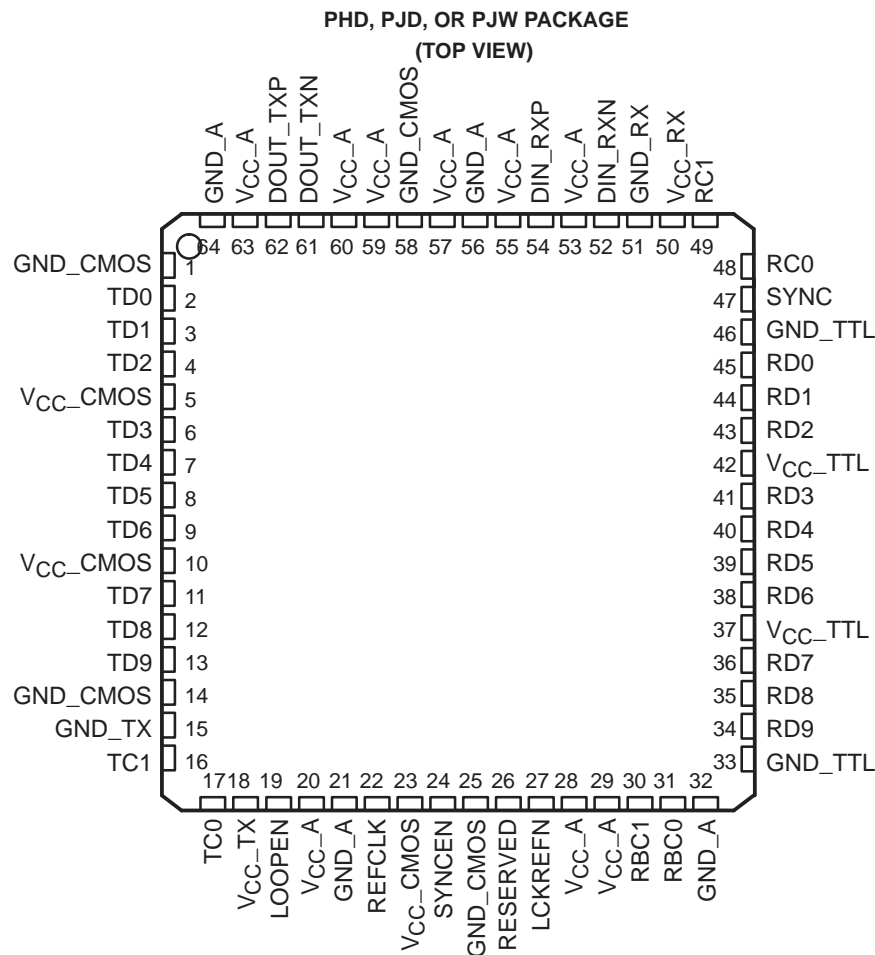 PHD, PJD, OR PJW PACKAGE
(TOP VIEW)
GND_A
VCC_A
DOUT_TXP
DOUT_TXN
VCC_A
VCC_A
GND_CMOS
VCC_A
GND_A
VCC_A
DIN_RXP
VCC_A
DIN_RXN
GND_RX
VCC_RX
RC1
64 63 62 61 60 59 58 57 56 55 54 53 52 51 50 49
GND_CMOS 1
TD0 2
TD1 3
TD2 4
VCC_CMOS 5
TD3 6
TD4 7
TD5 8
TD6 9
VCC_CMOS 10
TD7 11
TD8 12
TD9 13
GND_CMOS 14
GND_TX 15
TC1 16
48 RC0
47 SYNC
46 GND_TTL
45 RD0
44 RD1
43 RD2
42 VCC_TTL
41 RD3
40 RD4
39 RD5
38 RD6
37 VCC_TTL
36 RD7
35 RD8
34 RD9
33 GND_TTL
17 18 19 20 21 22 23 24 25 26 27 28 29 30 31 32
TC0
VCC_TX
LOOPEN
VCC_A
GND_A
REFCLK
VCC_CMOS
SYNCEN
GND_CMOS
RESERVED
LCKREFN
VCC_A
VCC_A
RBC1
RBC0
GND_A